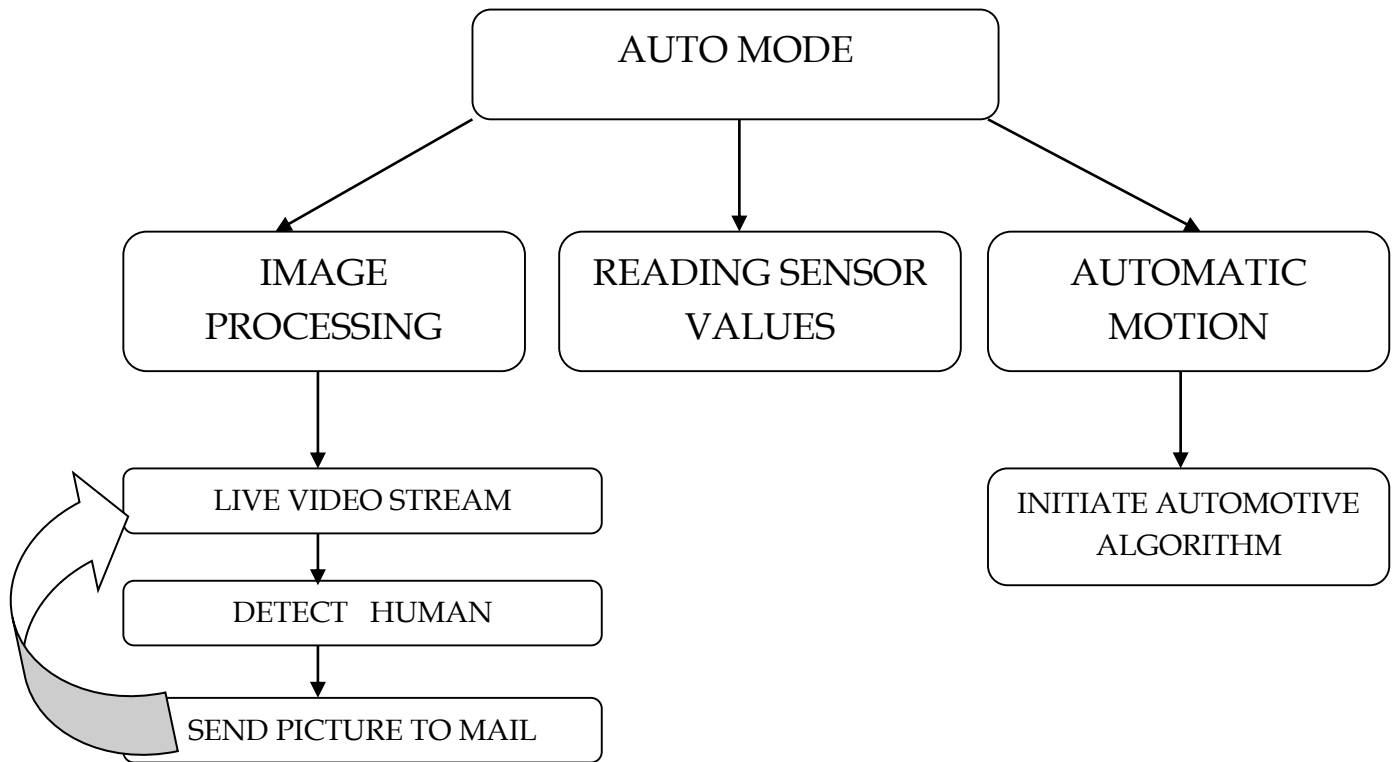 AUTO MODE
IMAGE
PROCESSING
READING SENSOR
VALUES
AUTOMATIC
MOTION
LIVE VIDEO STREAM
DETECT HUMAN
SEND PICTURE TO MAIL
INITIATE AUTOMOTIVE
ALGORITHM